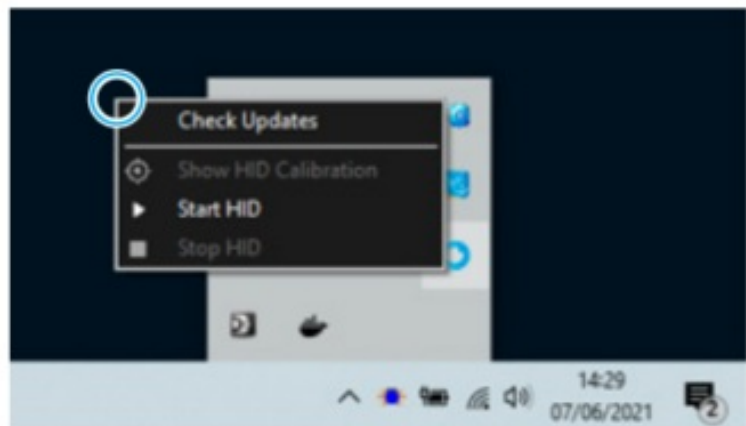 Check Updates
Show HID Calibration
Start HID
Stop HID
14:29
07/06/2021
2